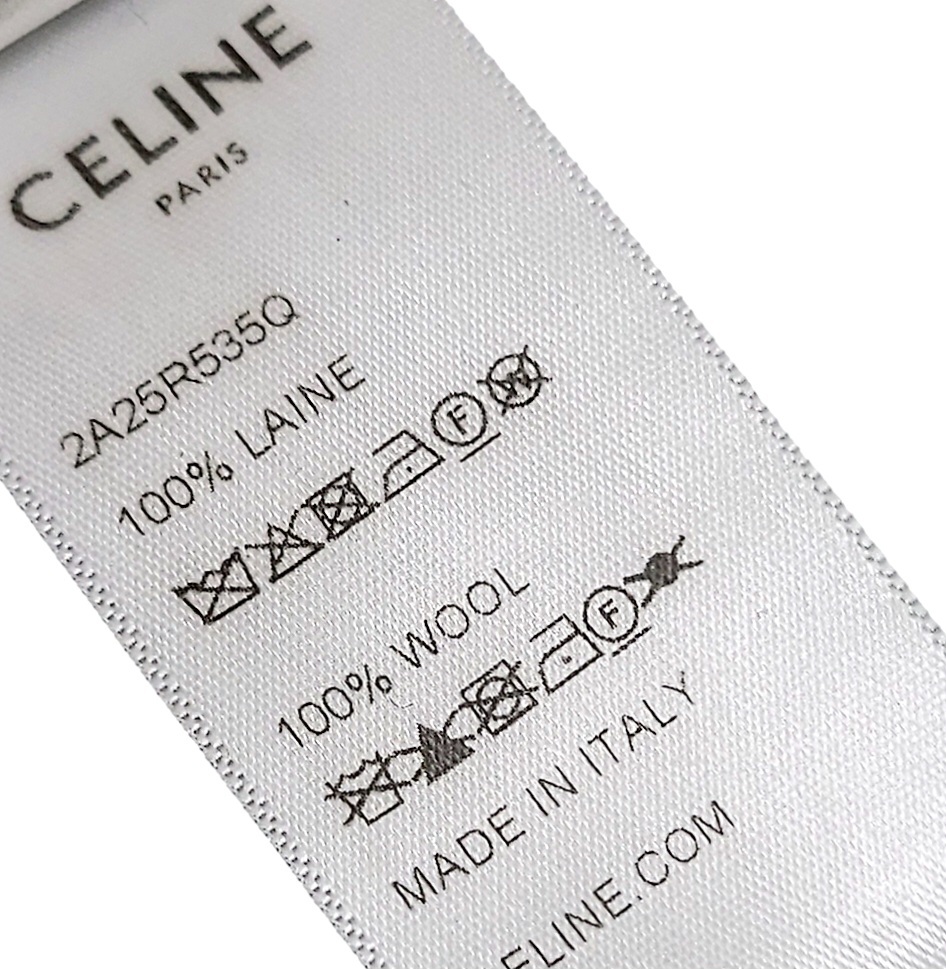 CELINE
PARIS
2A25R535Q
100% LAINE
F W
100% WOOL
F
MADE IN ITALY
ELINE.COM